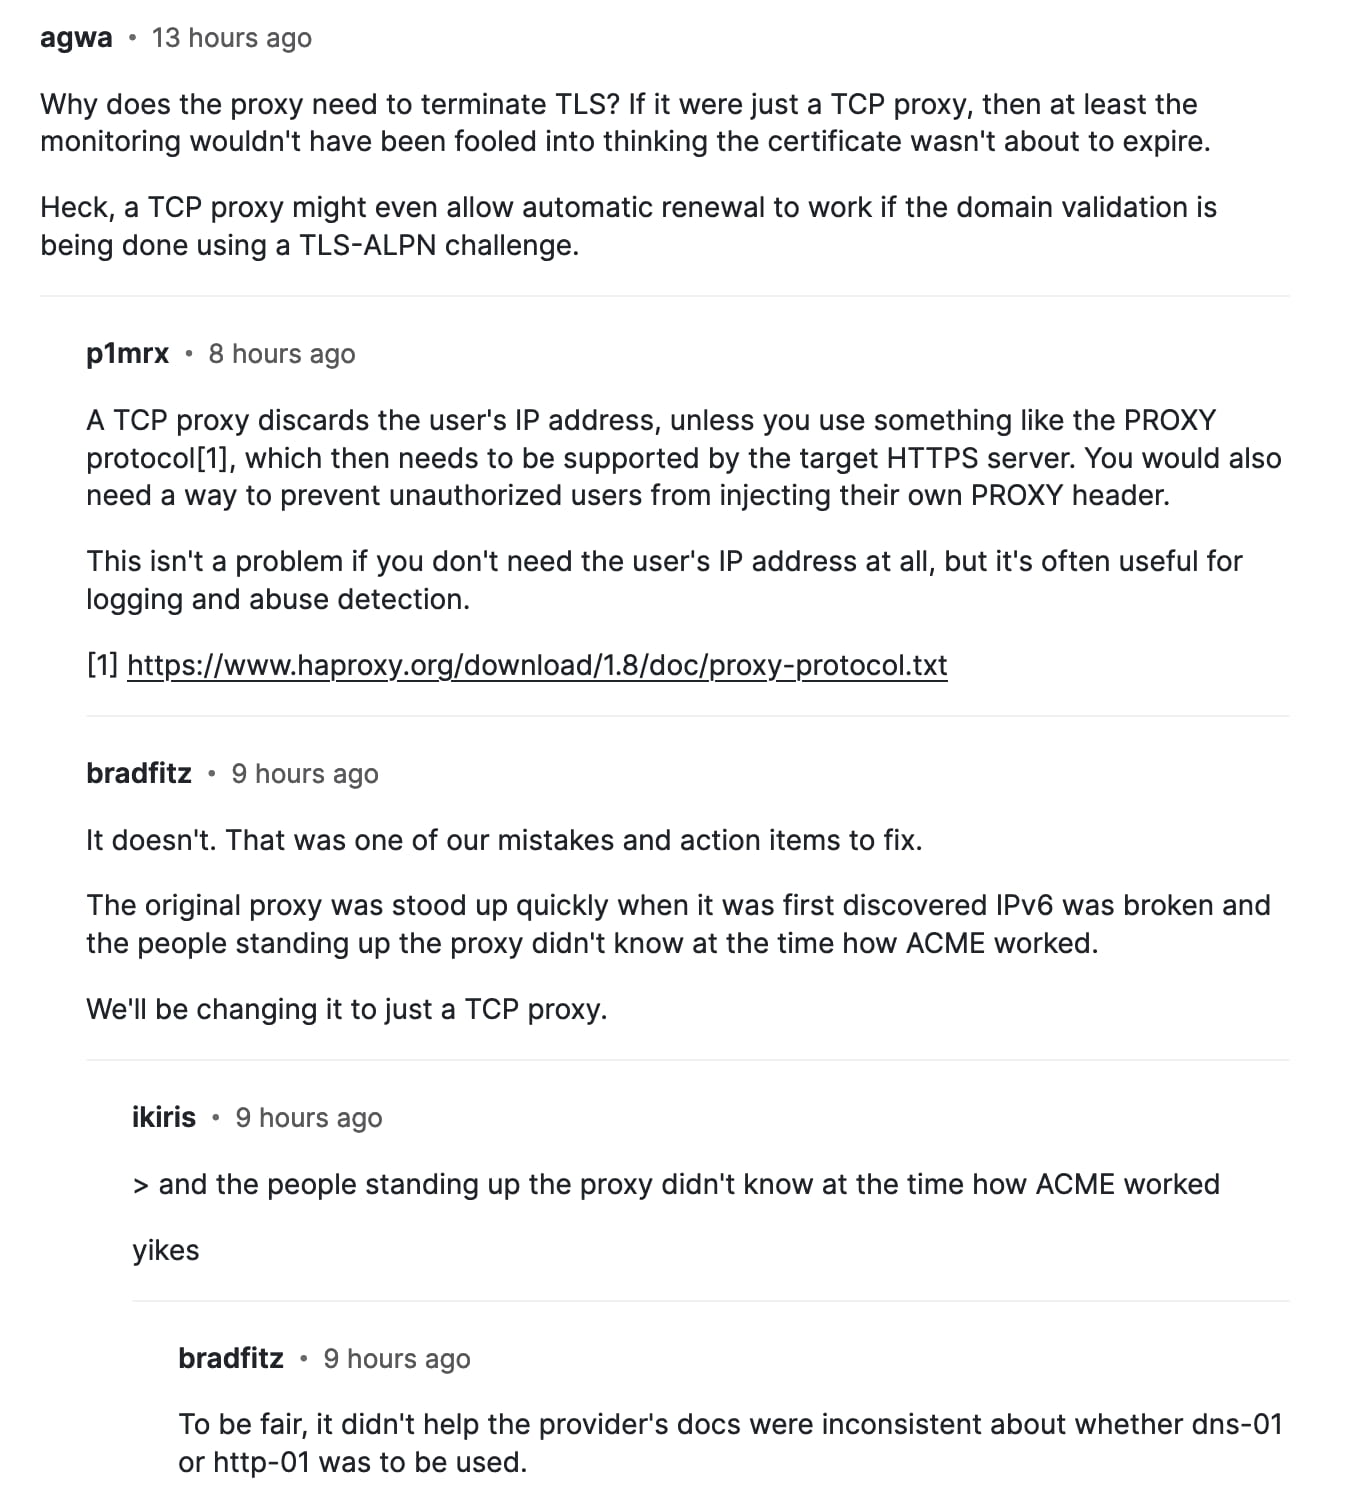 agwa • 13 hours ago
Why does the proxy need to terminate TLS? If it were just a TCP proxy, then at least the
monitoring wouldn't have been fooled into thinking the certificate wasn't about to expire.
Heck, a TCP proxy might even allow automatic renewal to work if the domain validation is
being done using a TLS-ALPN challenge.
p1mrx • 8 hours ago
A TCP proxy discards the user's IP address, unless you use something like the PROXY
protocol[1], which then needs to be supported by the target HTTPS server. You would also
need a way to prevent unauthorized users from injecting their own PROXY header.
This isn't a problem if you don't need the user's IP address at all, but it's often useful for
logging and abuse detection.
[1] https://www.haproxy.org/download/1.8/doc/proxy-protocol.txt
bradfitz • 9 hours ago
It doesn't. That was one of our mistakes and action items to fix.
The original proxy was stood up quickly when it was first discovered IPv6 was broken and
the people standing up the proxy didn't know at the time how ACME worked.
We'll be changing it to just a TCP proxy.
ikiris • 9 hours ago
> and the people standing up the proxy didn't know at the time how ACME worked
yikes
bradfitz • 9 hours ago
To be fair, it didn't help the provider's docs were inconsistent about whether dns-01
or http-01 was to be used.